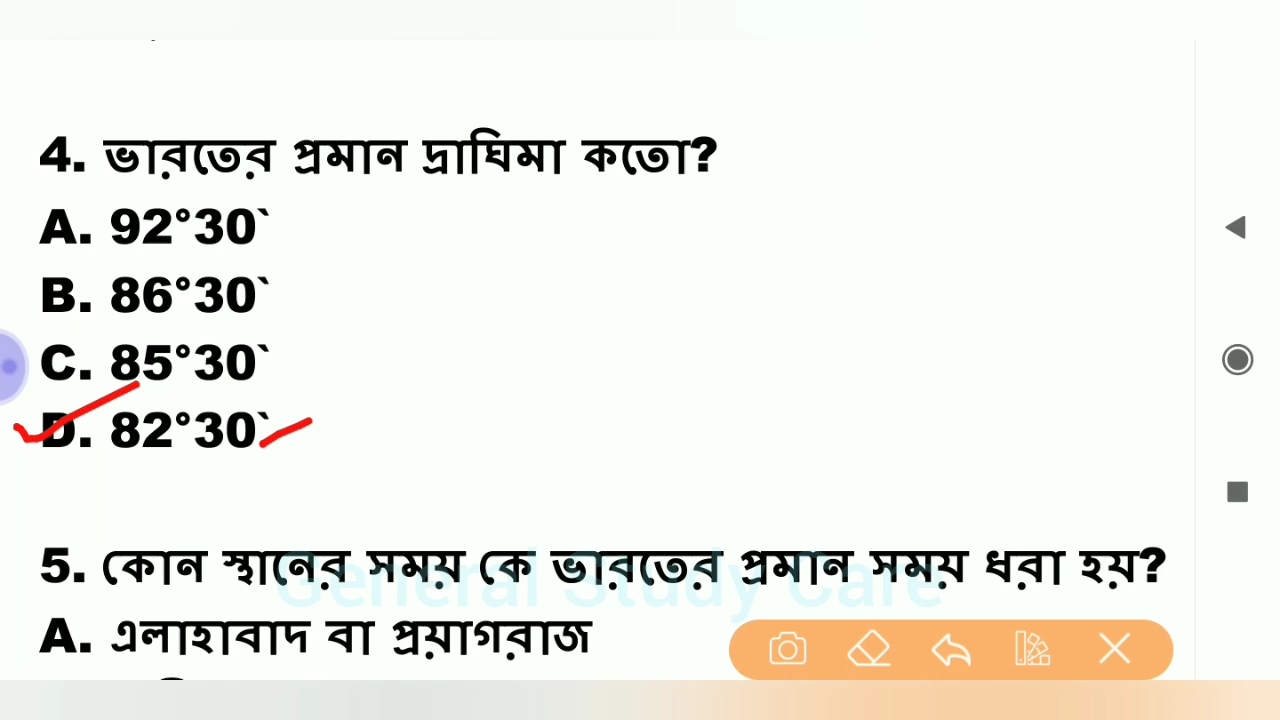 4. ভারতের প্রমান দ্রাঘিমা কতো?
A. 92°30`
B. 86°30`
C. 85°30`
D. 82°30`
5. কোন স্থানের সময় কে ভারতের প্রমান সময় ধরা হয়?
General Study Care
A. এলাহাবাদ বা প্রয়াগরাজ